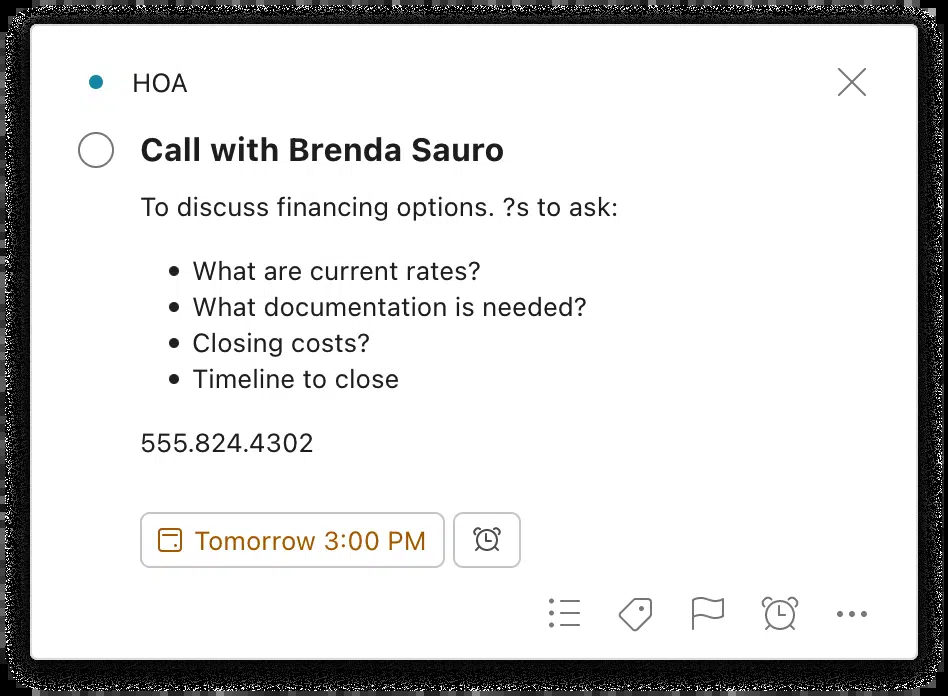 HOA
Call with Brenda Sauro
To discuss financing options. ?s to ask:
• What are current rates?
• What documentation is needed?
• Closing costs?
• Timeline to close
555.824.4302
Tomorrow 3:00 PM